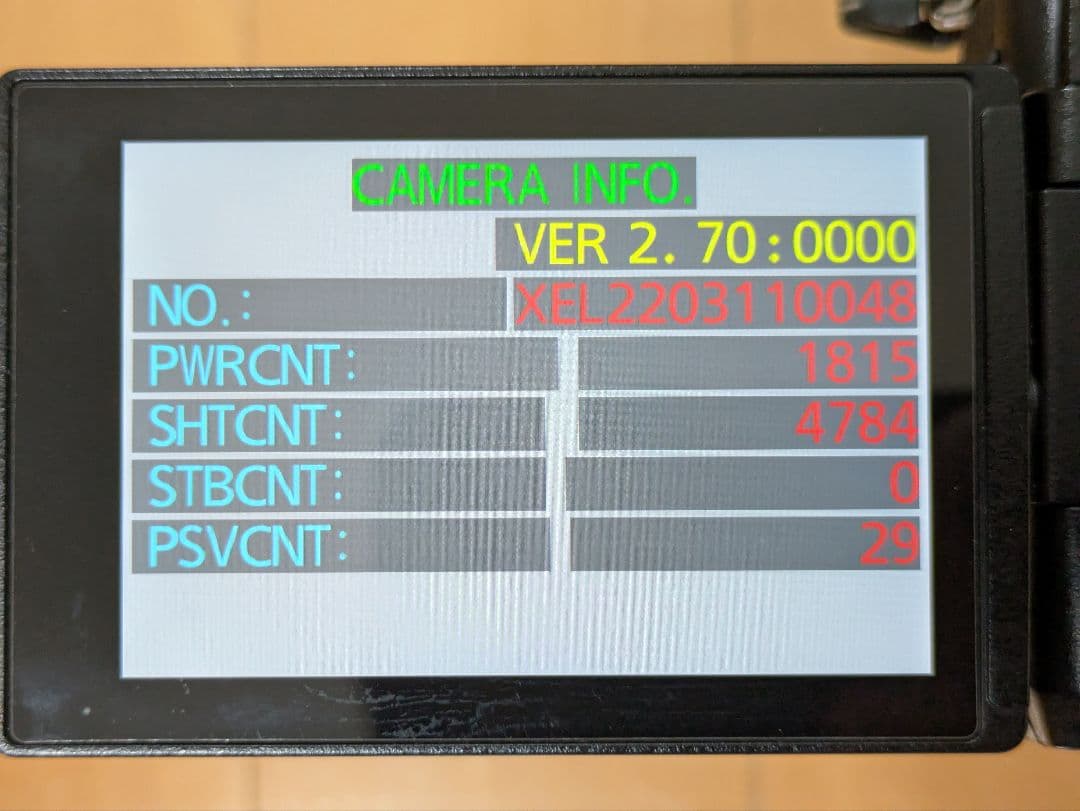 CAMERA INFO.
VER 2.70:0000
NO.: XEL2203110048
PWRCNT: 1815
SHTCNT: 4784
STBCNT: 0
PSVCNT: 29